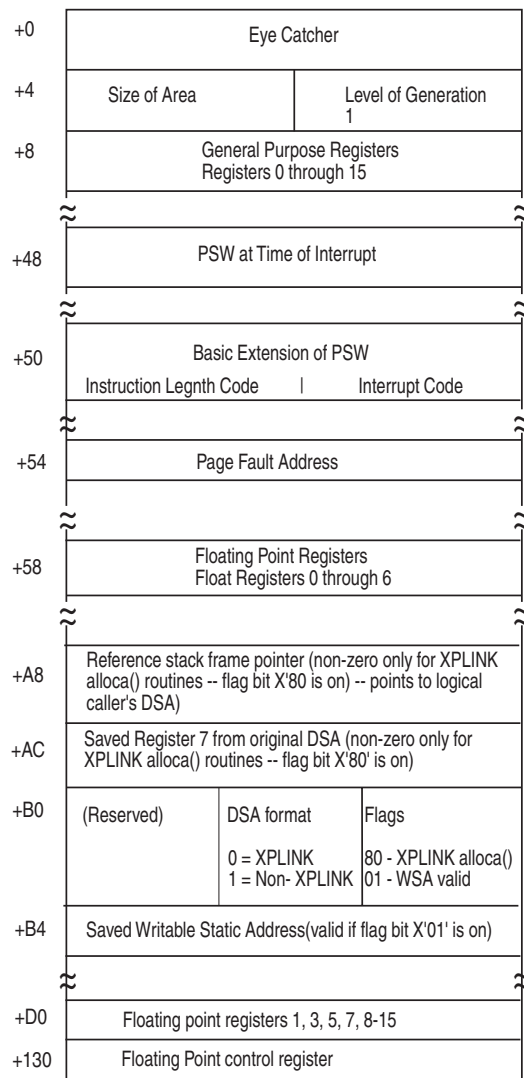 +0 Eye Catcher
+4 Size of Area Level of Generation
1
+8 General Purpose Registers
Registers 0 through 15
+48 PSW at Time of Interrupt
+50 Basic Extension of PSW
Instruction Legnth Code | Interrupt Code
+54 Page Fault Address
+58 Floating Point Registers
Float Registers 0 through 6
+A8 Reference stack frame pointer (non-zero only for XPLINK
alloca() routines -- flag bit X'80 is on) -- points to logical
caller's DSA)
+AC Saved Register 7 from original DSA (non-zero only for
XPLINK alloca() routines -- flag bit X'80' is on)
+B0 (Reserved) DSA format Flags
0 = XPLINK 80 - XPLINK alloca()
1 = Non- XPLINK 01 - WSA valid
+B4 Saved Writable Static Address(valid if flag bit X'01' is on)
+D0 Floating point registers 1, 3, 5, 7, 8-15
+130 Floating Point control register